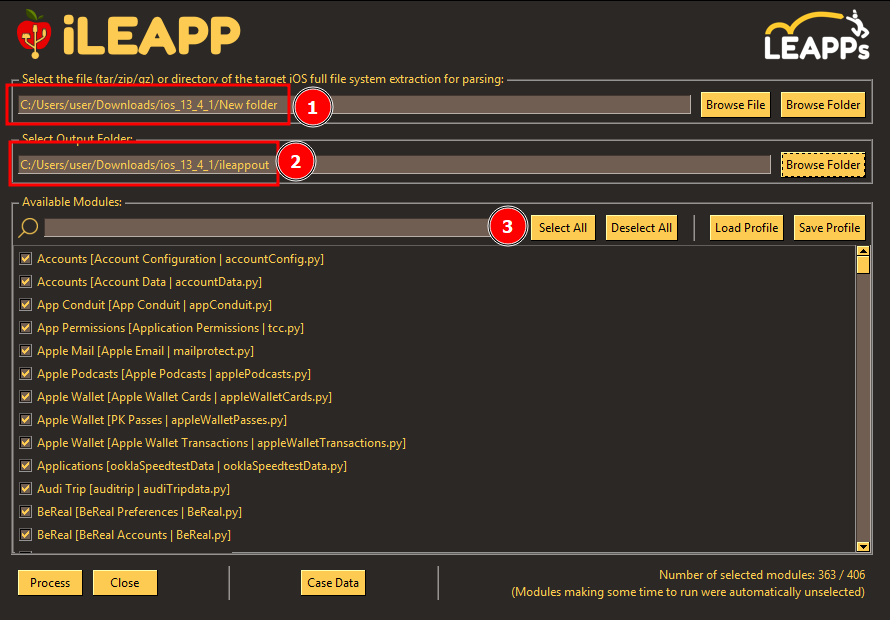 iLEAPP
LEAPPs
Select the file (tar/zip/gz) or directory of the target iOS full file system extraction for parsing:
C:/Users/user/Downloads/ios_13_4_1/New folder
1
Browse File
Browse Folder
Select Output Folder:
C:/Users/user/Downloads/ios_13_4_1/ileappout
2
Browse Folder
Available Modules:
3
Select All
Deselect All
Load Profile
Save Profile
Accounts [Account Configuration | accountConfig.py]
Accounts [Account Data | accountData.py]
App Conduit [App Conduit | appConduit.py]
App Permissions [Application Permissions | tcc.py]
Apple Mail [Apple Email | mailprotect.py]
Apple Podcasts [Apple Podcasts | applePodcasts.py]
Apple Wallet [Apple Wallet Cards | appleWalletCards.py]
Apple Wallet [PK Passes | appleWalletPasses.py]
Apple Wallet [Apple Wallet Transactions | appleWalletTransactions.py]
Applications [ooklaSpeedtestData | ooklaSpeedtestData.py]
Audi Trip [auditrip | audiTripdata.py]
BeReal [BeReal Preferences | BeReal.py]
BeReal [BeReal Accounts | BeReal.py]
Process
Close
Case Data
Number of selected modules: 363 / 406
(Modules making some time to run were automatically unselected)